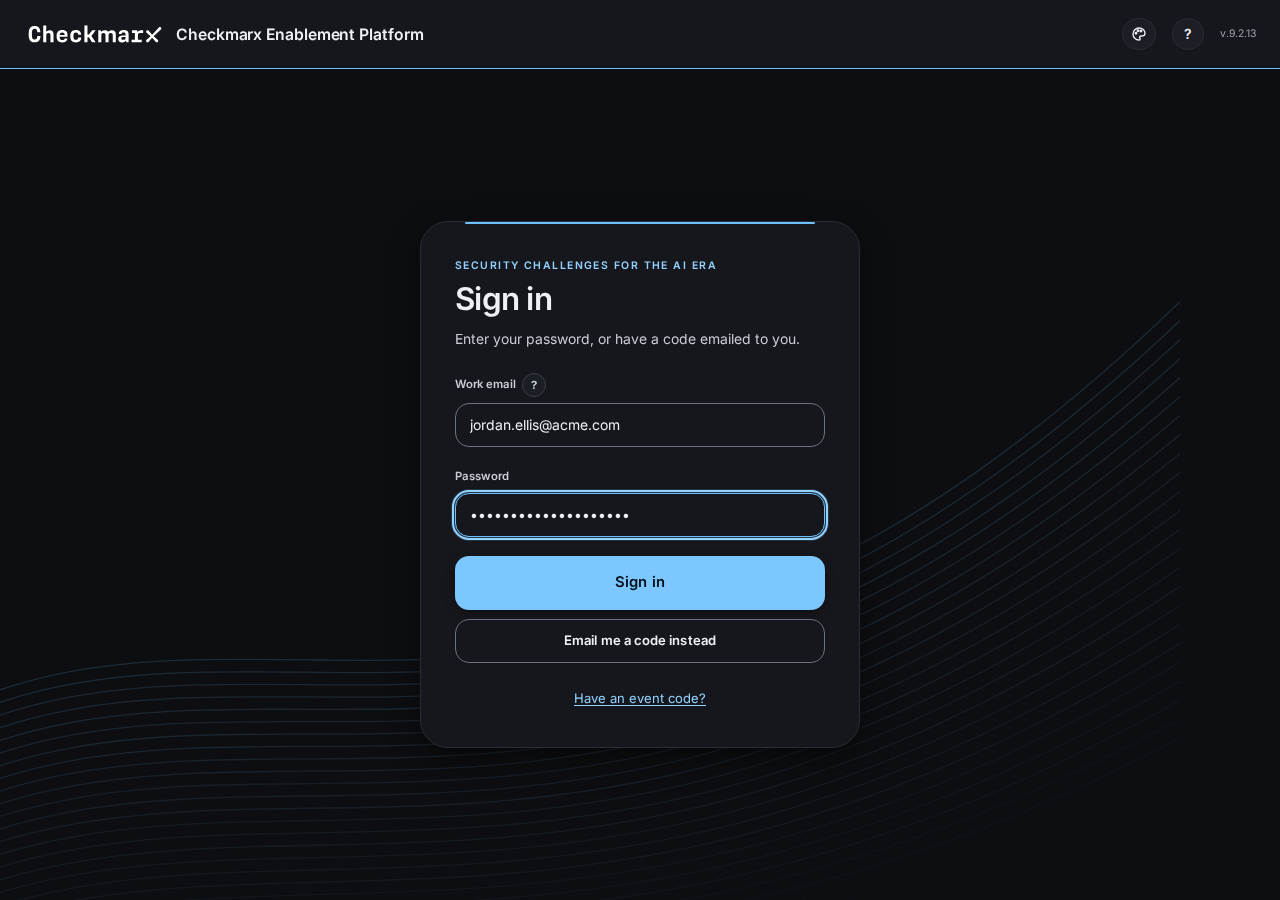 Checkmarx Checkmarx Enablement Platform ? v.9.2.13
SECURITY CHALLENGES FOR THE AI ERA
Sign in
Enter your password, or have a code emailed to you.
Work email ?
jordan.ellis@acme.com
Password
••••••••••••••••••••
Sign in
Email me a code instead
Have an event code?